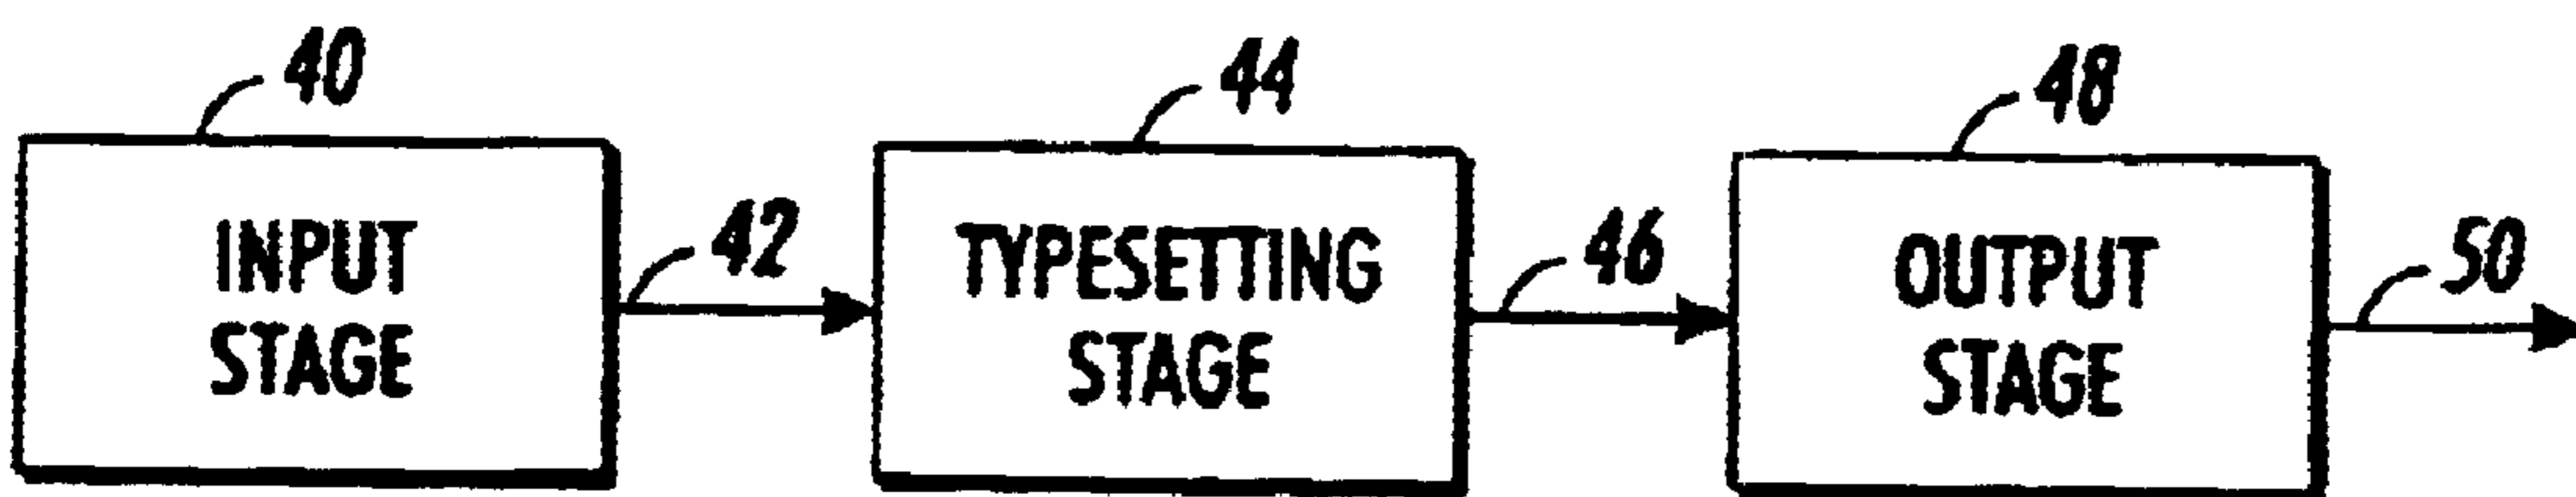 40
44
48
INPUT
STAGE
42
TYPESETTING
STAGE
46
OUTPUT
STAGE
50